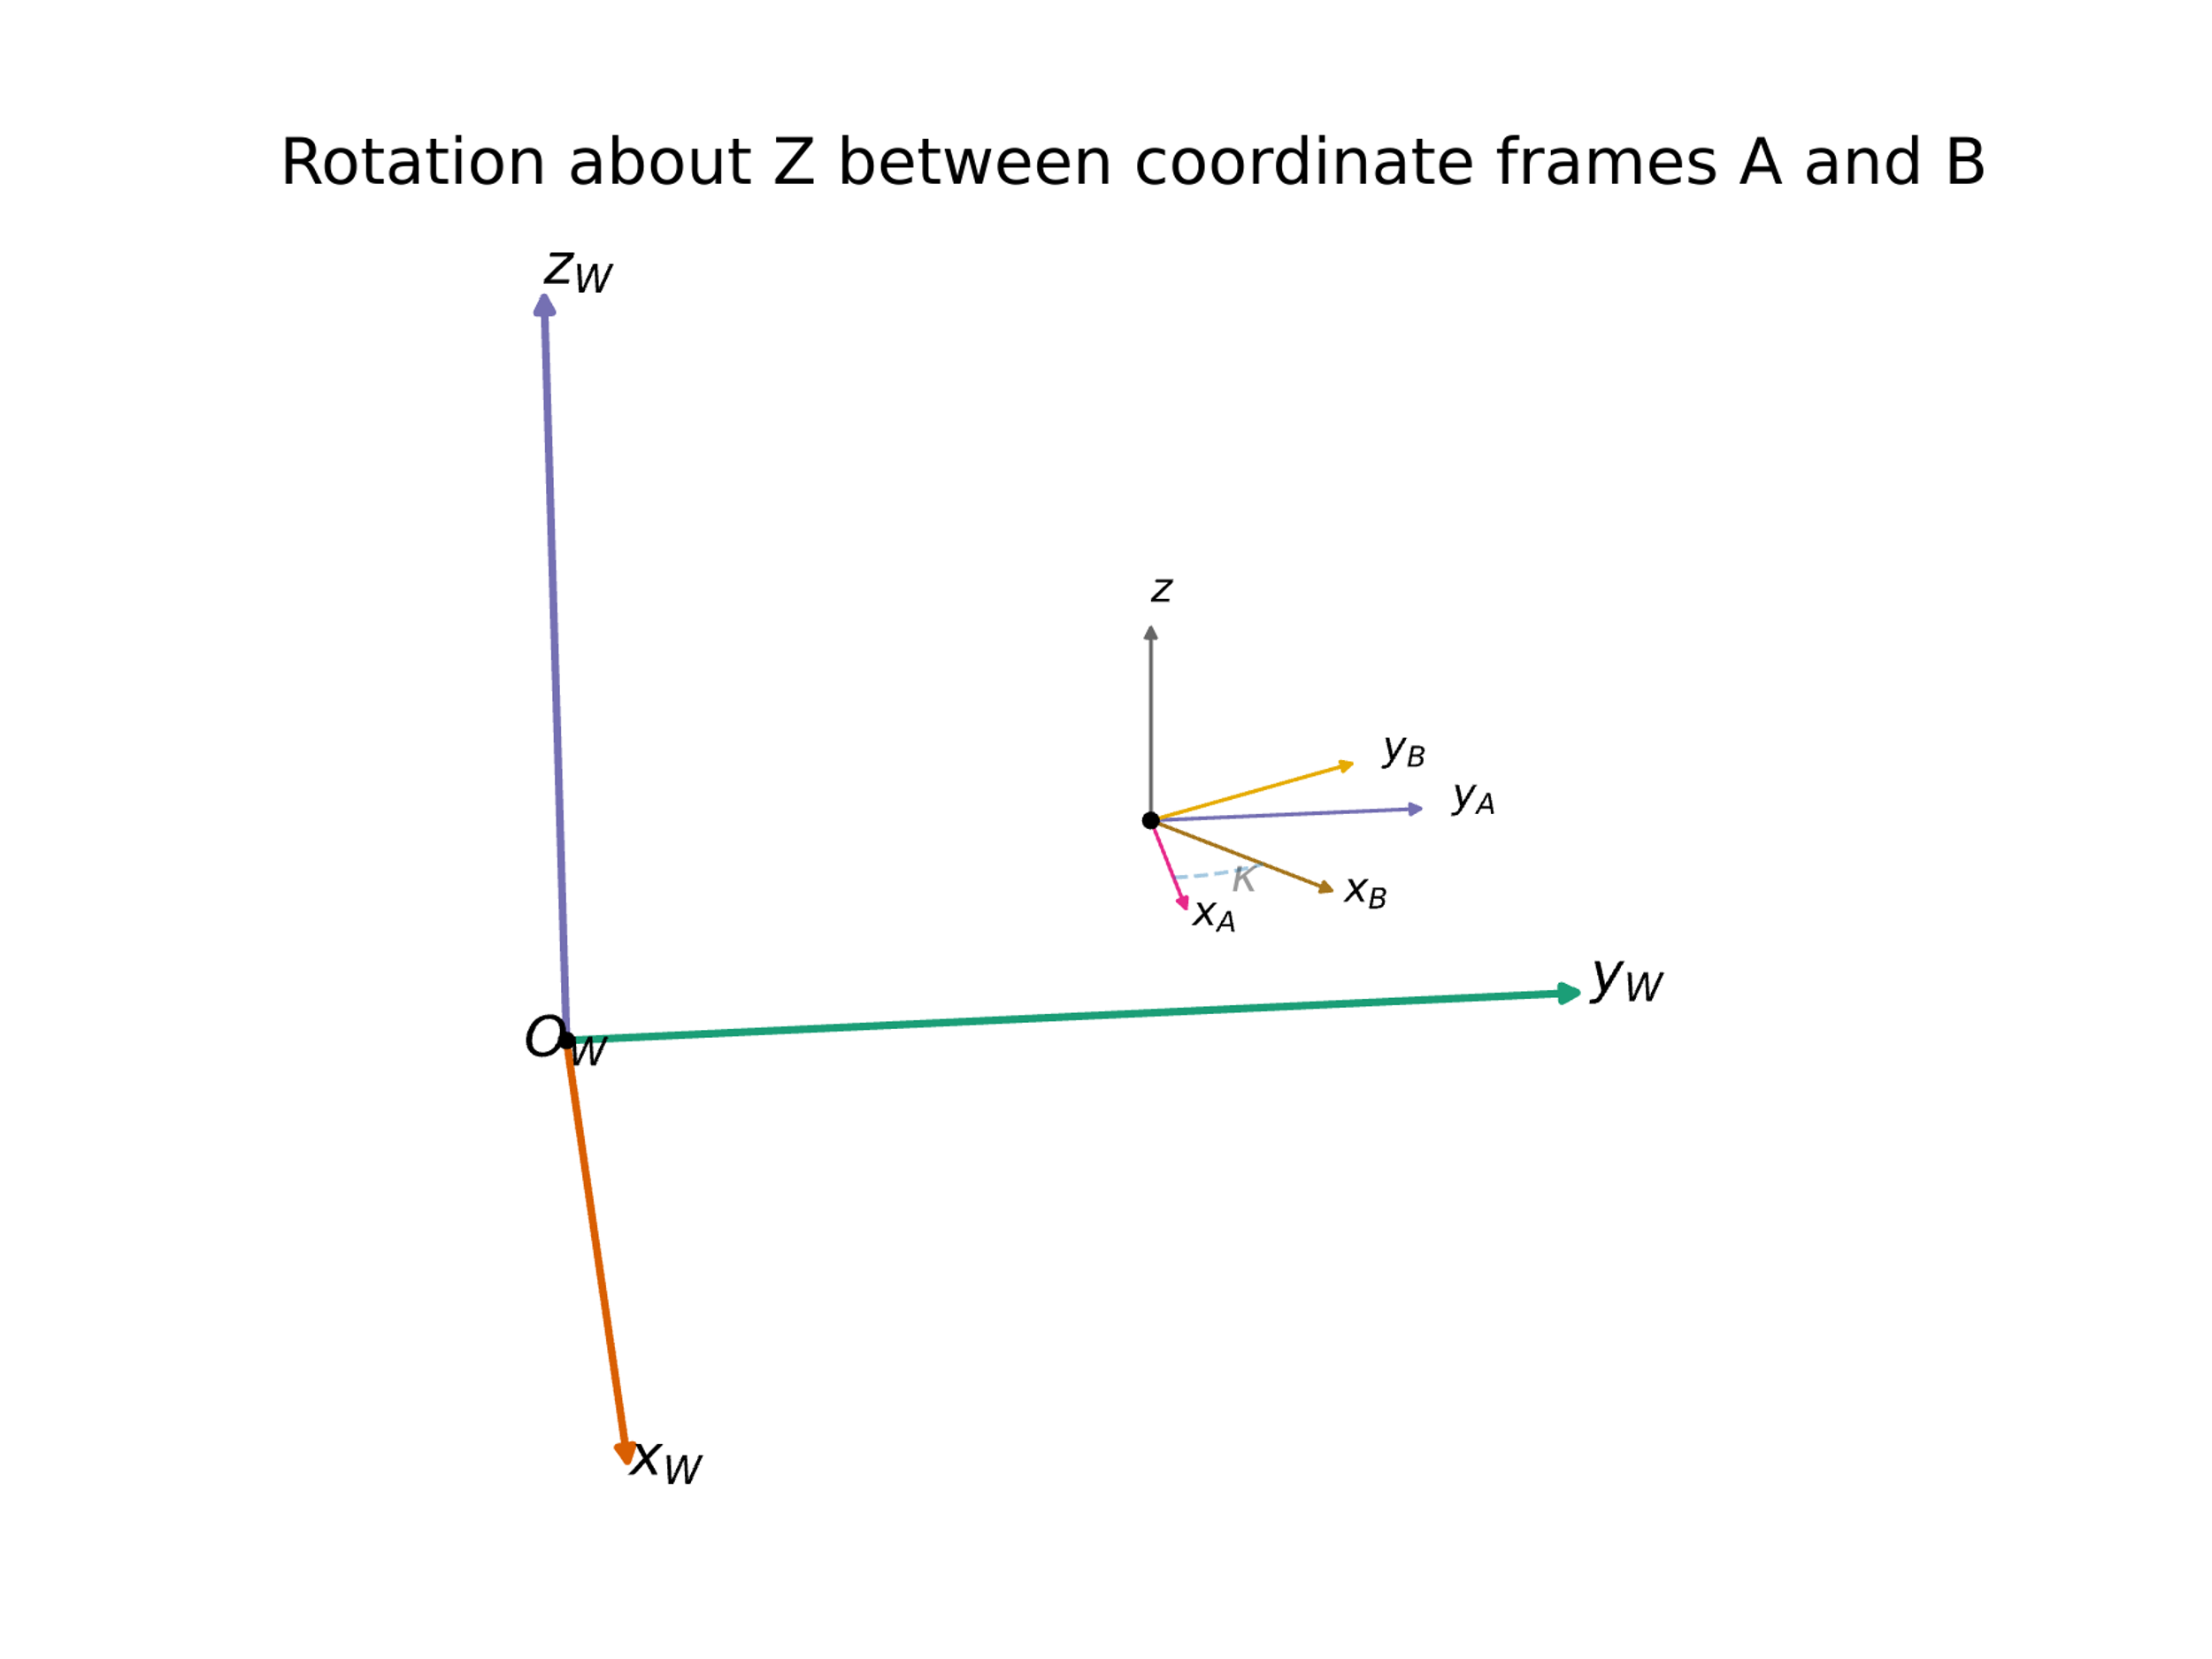 Rotation about Z between coordinate frames A and B
z_W
z
y_B
y_A
K
x_B
x_A
y_W
O_W
x_W